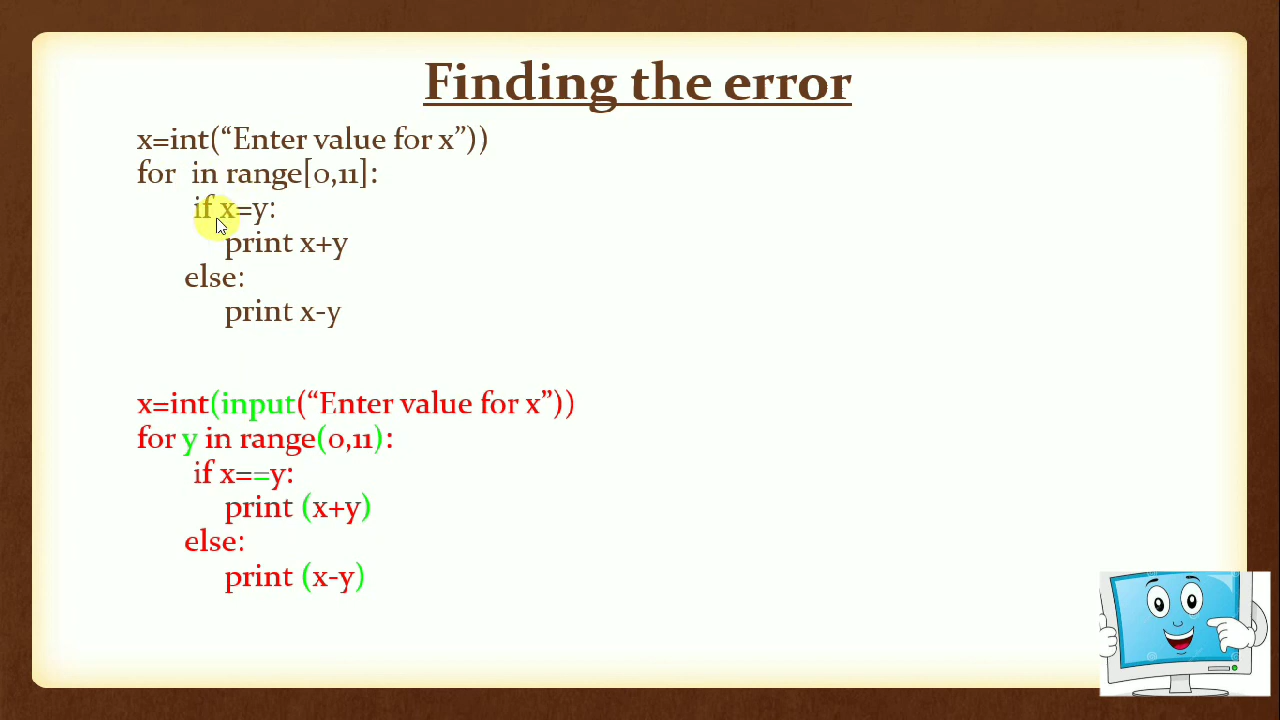 Finding the error
x=int(“Enter value for x”))
for  in range[0,11]:
if x=y:
print x+y
else:
print x-y
x=int(input(“Enter value for x”))
for y in range(0,11):
if x==y:
print (x+y)
else:
print (x-y)